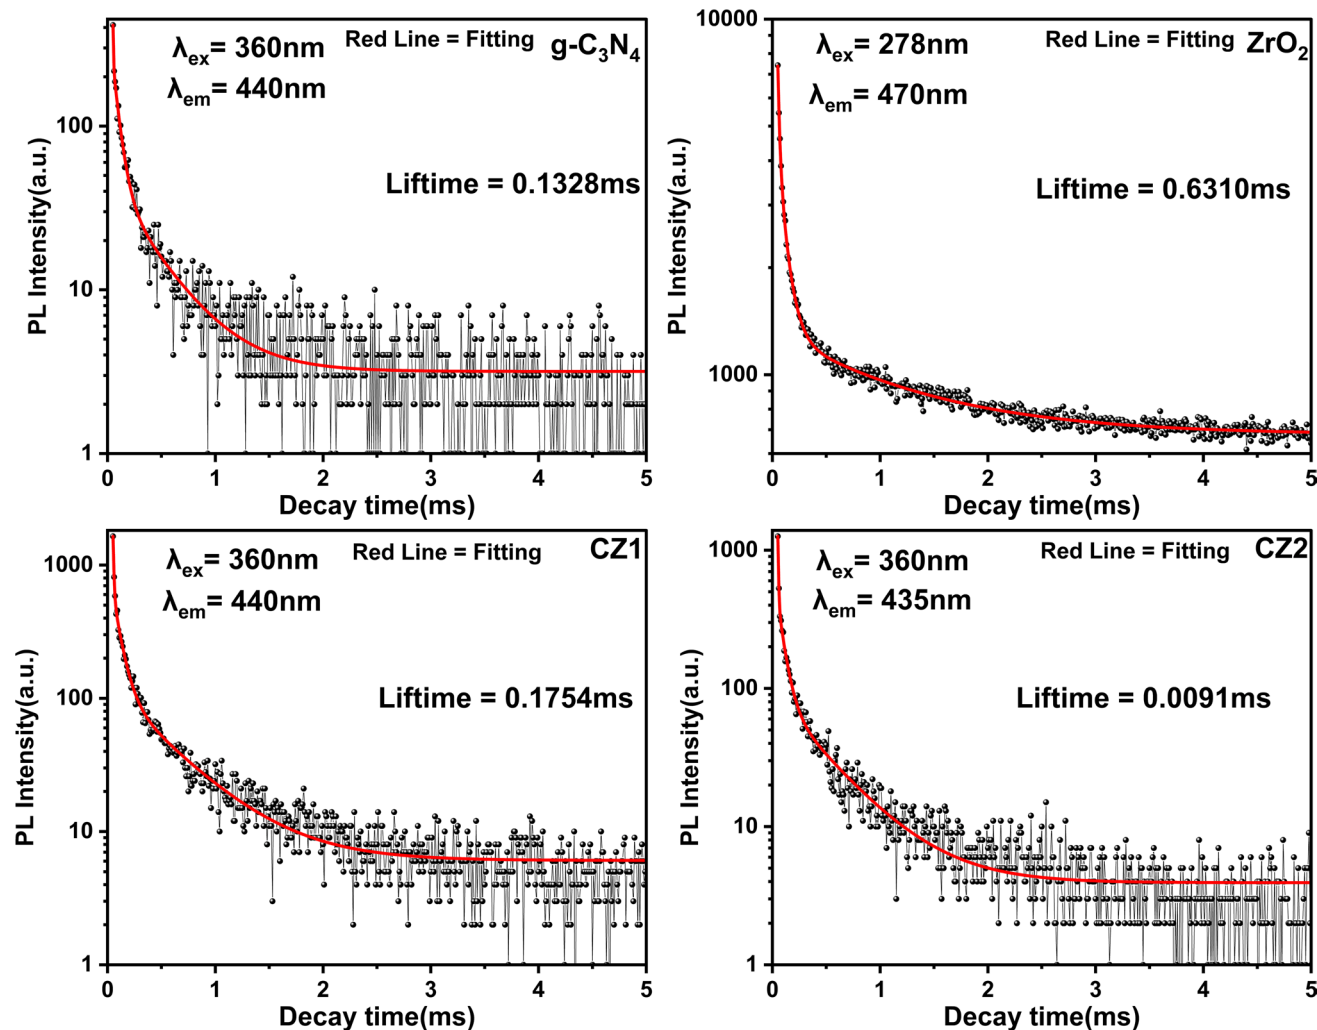 λex= 360nm
Red Line = Fitting
g-C3N4
λem= 440nm
Liftime = 0.1328ms
PL Intensity(a.u.)
100
10
1
0 1 2 3 4 5
Decay time(ms)
10000
λex= 278nm
Red Line = Fitting
ZrO2
λem= 470nm
Liftime = 0.6310ms
PL Intensity(a.u.)
1000
0 1 2 3 4 5
Decay time(ms)
1000
λex= 360nm
Red Line = Fitting
CZ1
λem= 440nm
Liftime = 0.1754ms
PL Intensity(a.u.)
100
10
1
0 1 2 3 4 5
Decay time(ms)
1000
λex= 360nm
Red Line = Fitting
CZ2
λem= 435nm
Liftime = 0.0091ms
PL Intensity(a.u.)
100
10
1
0 1 2 3 4 5
Decay time(ms)